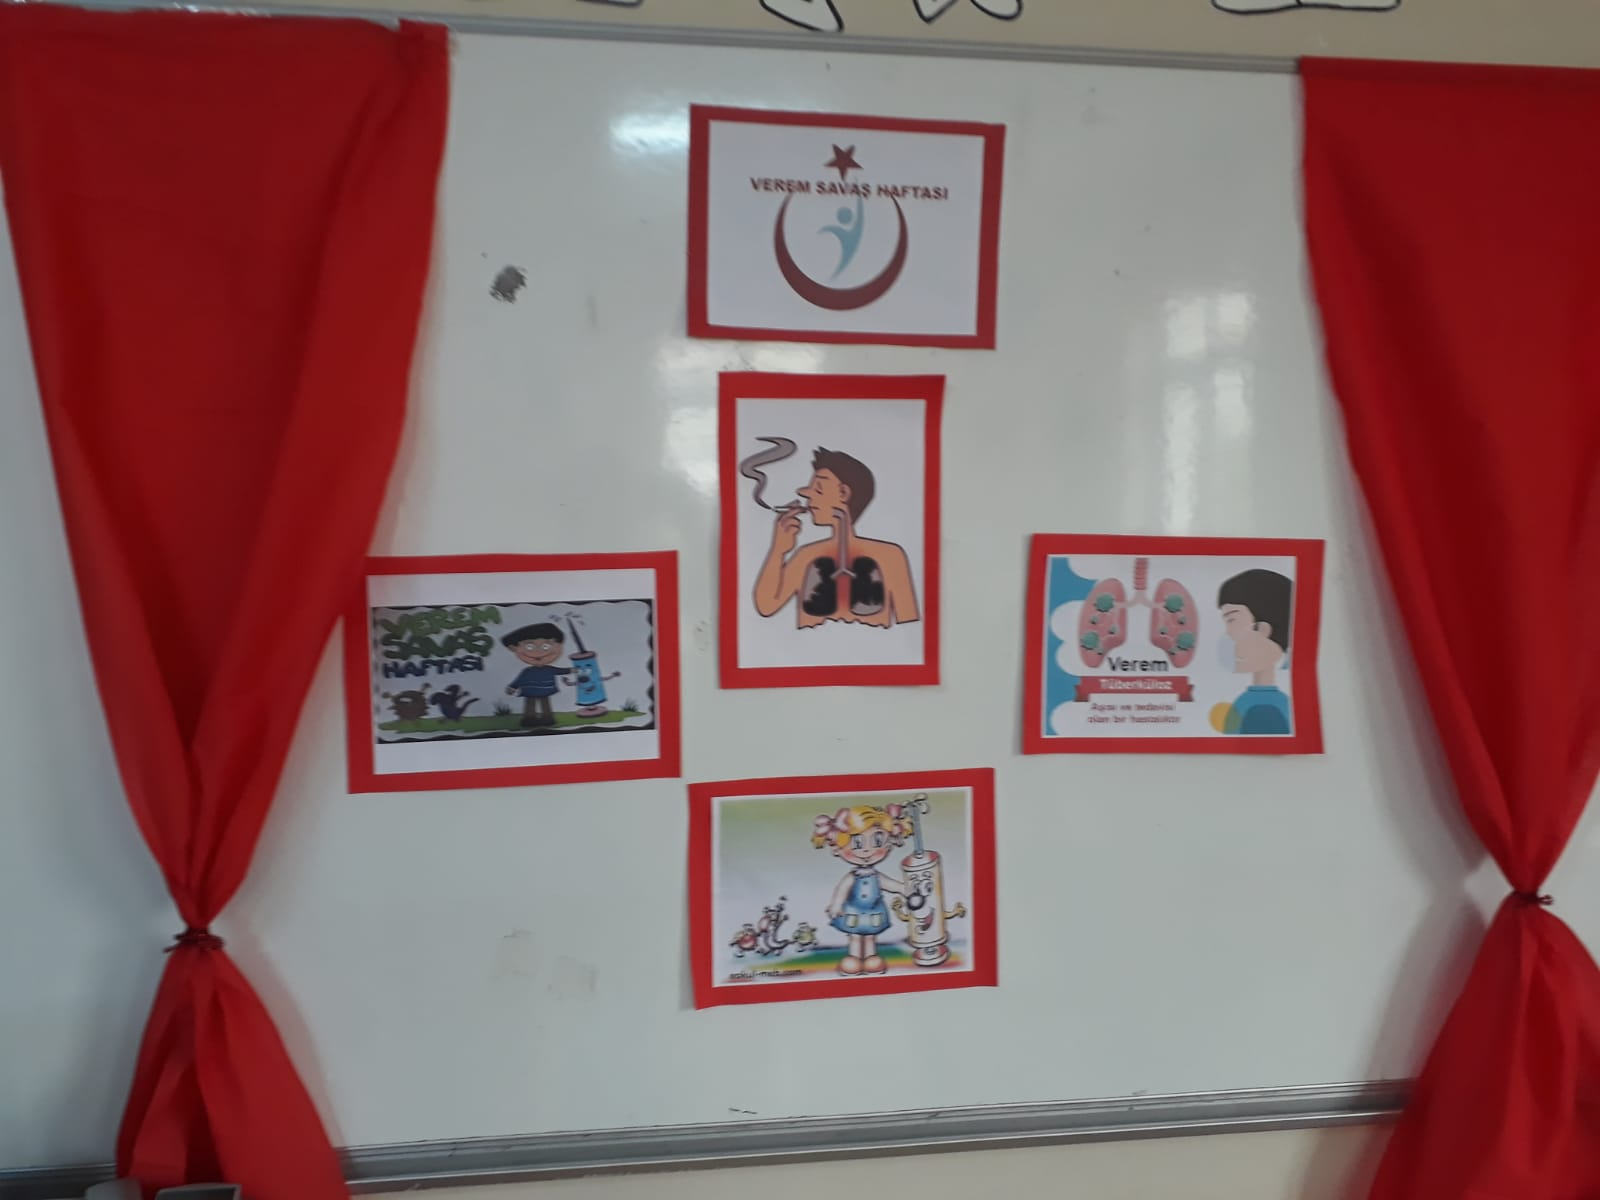 VEREM SAVAŞ HAFTASI
VEREM
SAVAŞ
HAFTASI
Verem
Tüberküloz
Aşısı ve tedavisi
olan bir hastalıktır